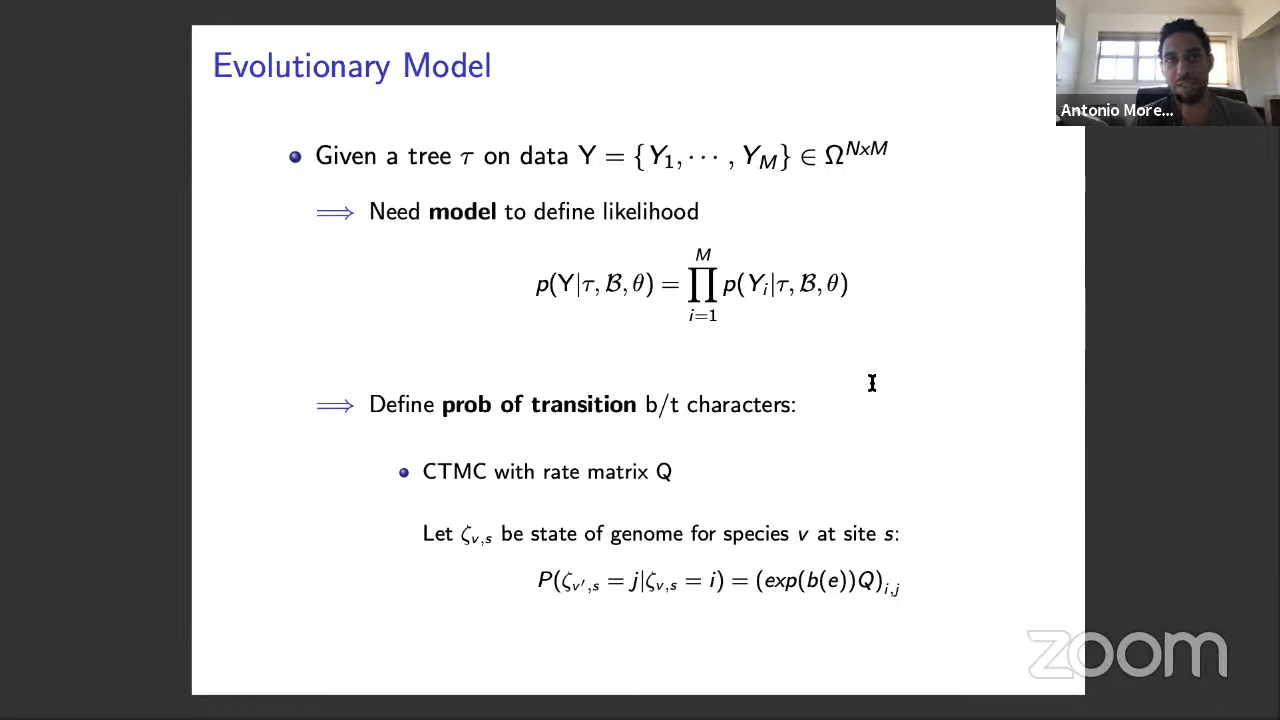 Evolutionary Model
Antonio More...
• Given a tree τ on data Y = {Y₁, ⋯ , Y_M} ∈ Ω^{NxM}
⟹ Need model to define likelihood
p(Y|τ, ℬ, θ) = ∏_{i=1}^{M} p(Y_i|τ, ℬ, θ)
⟹ Define prob of transition b/t characters:
• CTMC with rate matrix Q
Let ζ_{v,s} be state of genome for species v at site s:
P(ζ_{v′,s} = j|ζ_{v,s} = i) = (exp(b(e))Q)_{i,j}
zoom